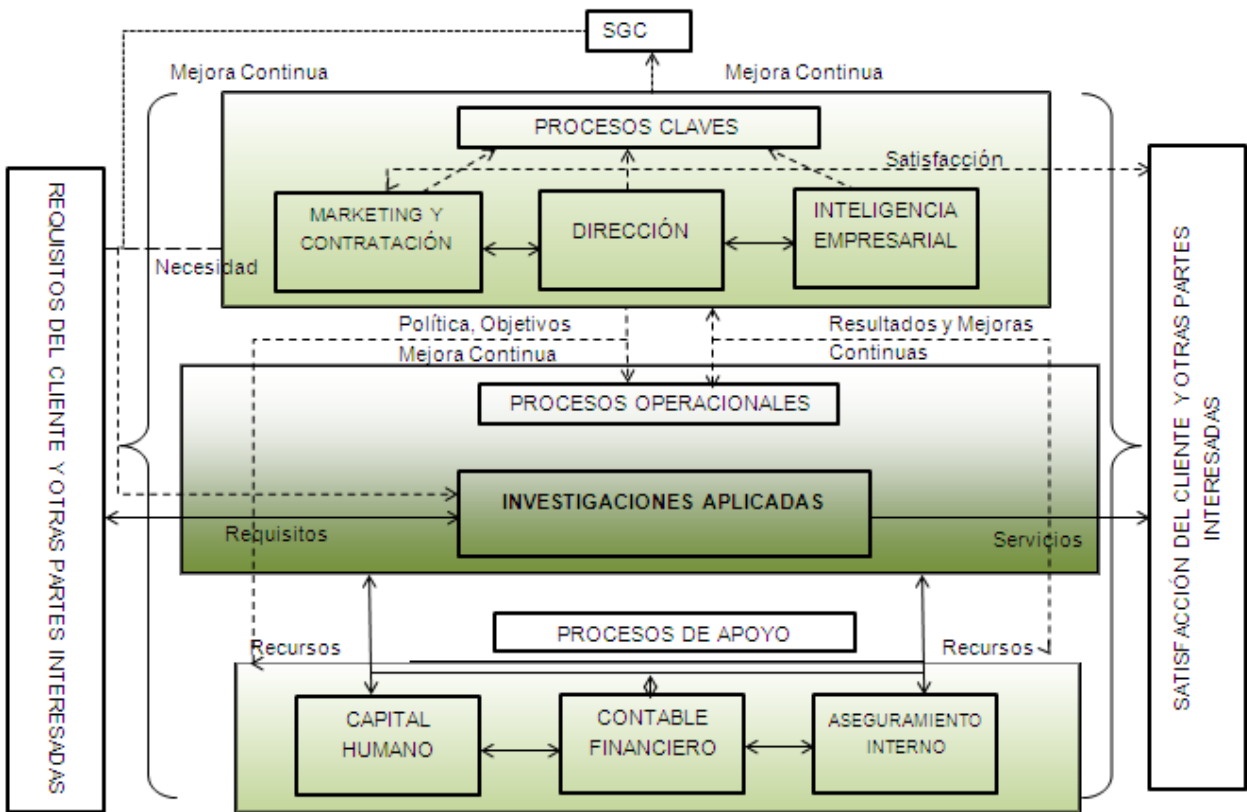 SGC
Mejora Continua
Mejora Continua
PROCESOS CLAVES
Satisfacción
MARKETING Y
CONTRATACIÓN
DIRECCIÓN
INTELIGENCIA
EMPRESARIAL
Necesidad
REQUISITOS DEL CLIENTE Y OTRAS PARTES INTERESADAS
SATISFACCIÓN DEL CLIENTE Y OTRAS PARTES
INTERESADAS
Política, Objetivos
Mejora Continua
Resultados y Mejoras
Continuas
PROCESOS OPERACIONALES
INVESTIGACIONES APLICADAS
Requisitos
Servicios
PROCESOS DE APOYO
Recursos
Recursos
CAPITAL
HUMANO
CONTABLE
FINANCIERO
ASEGURAMIENTO
INTERNO